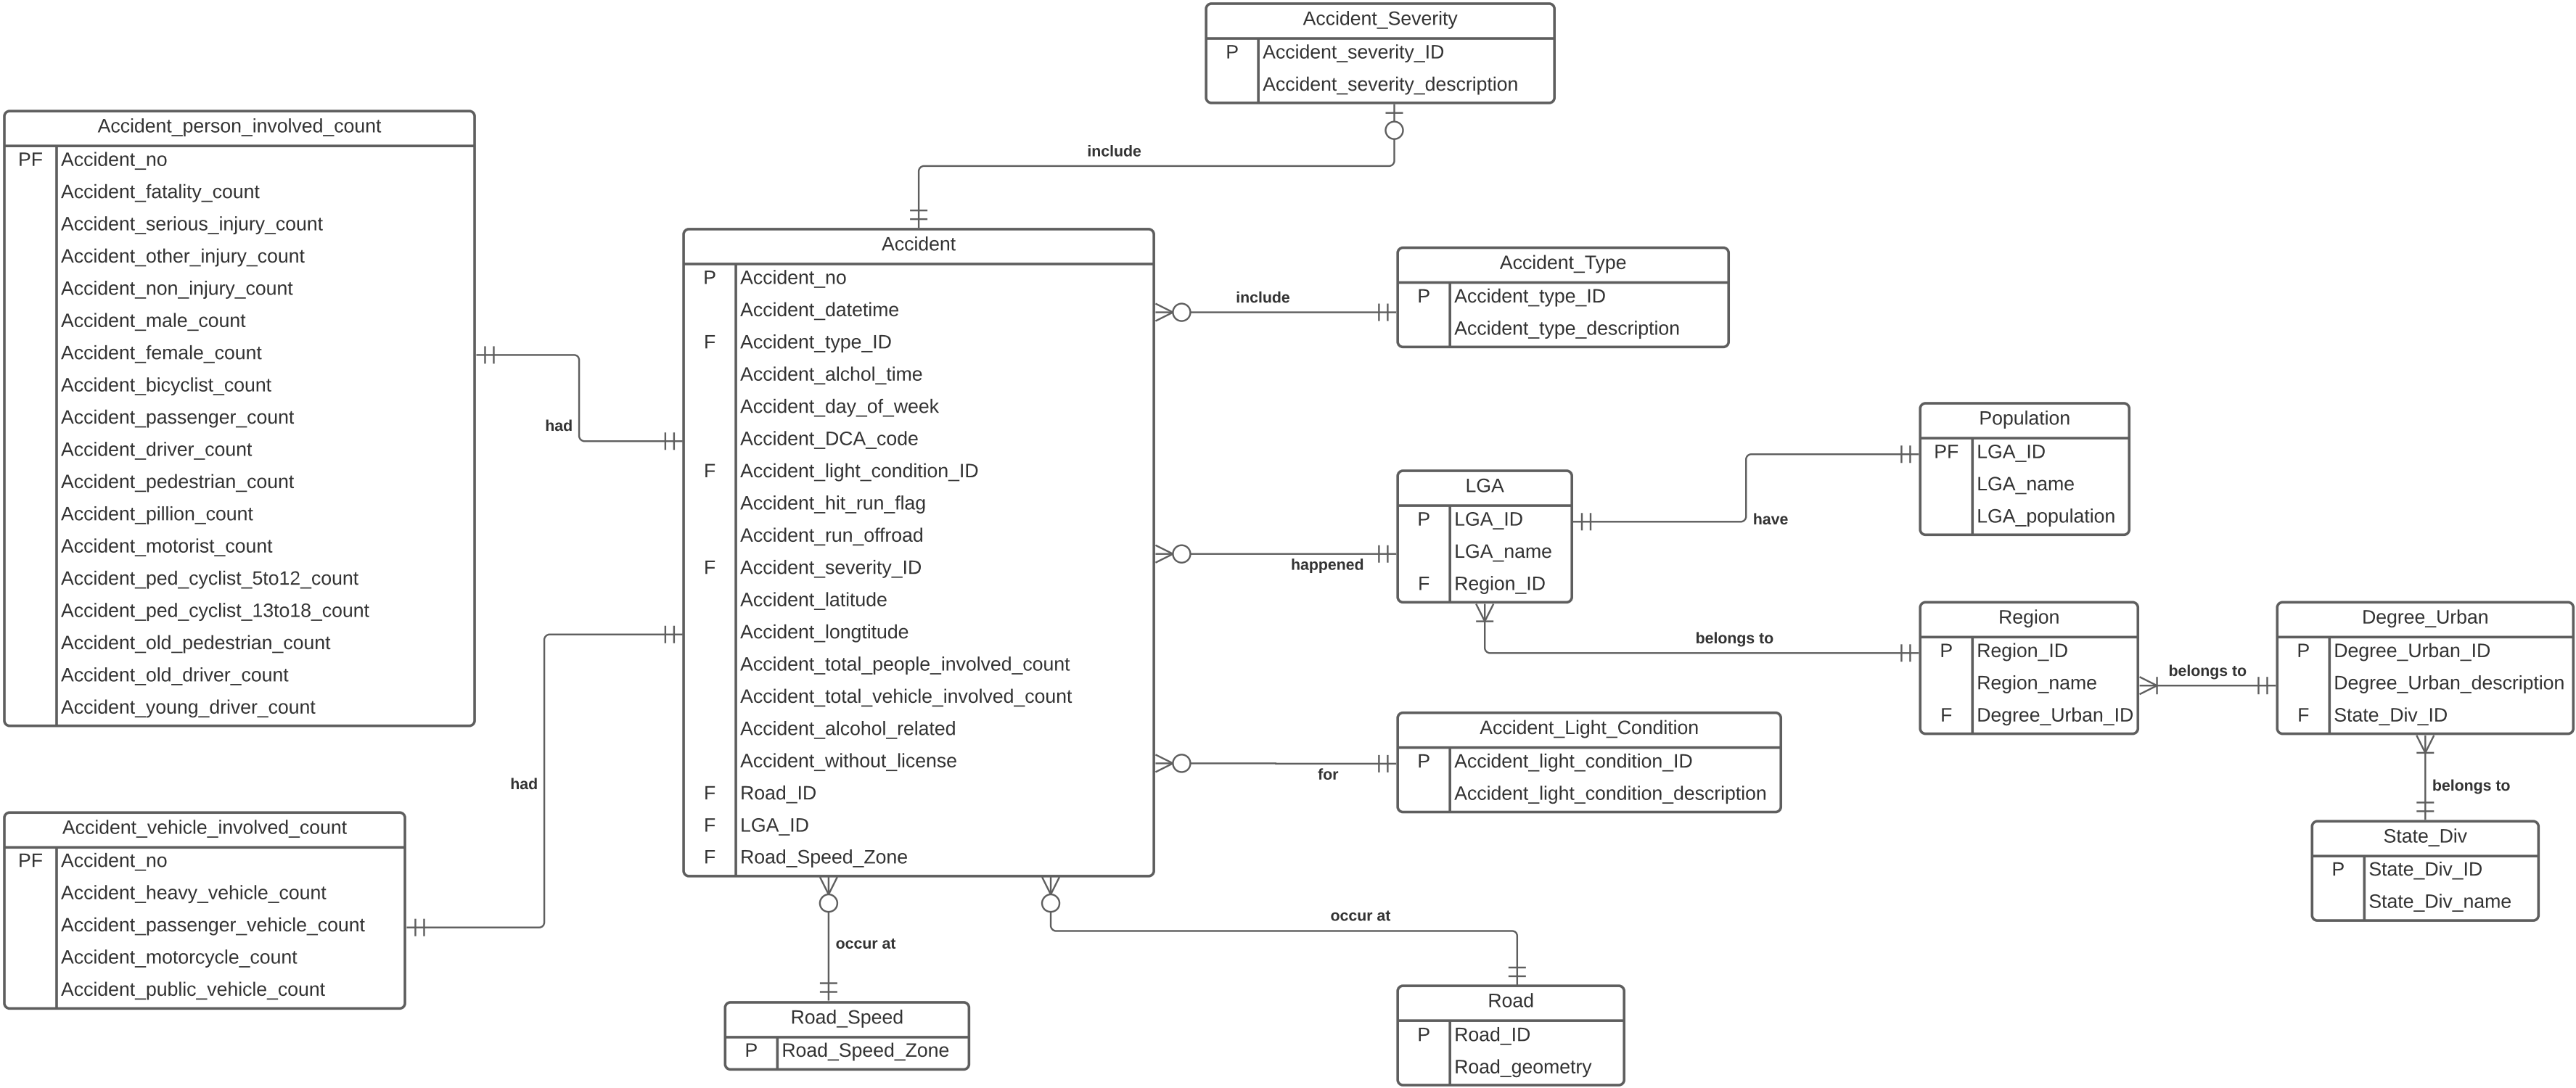 Accident_Severity
P Accident_severity_ID
Accident_severity_description
include
Accident_person_involved_count
PF Accident_no
Accident_fatality_count
Accident_serious_injury_count
Accident_other_injury_count
Accident_non_injury_count
Accident_male_count
Accident_female_count
Accident_bicyclist_count
Accident_passenger_count
Accident_driver_count
Accident_pedestrian_count
Accident_pillion_count
Accident_motorist_count
Accident_ped_cyclist_5to12_count
Accident_ped_cyclist_13to18_count
Accident_old_pedestrian_count
Accident_old_driver_count
Accident_young_driver_count
had
Accident
P Accident_no
Accident_datetime
F Accident_type_ID
Accident_alchol_time
Accident_day_of_week
Accident_DCA_code
F Accident_light_condition_ID
Accident_hit_run_flag
Accident_run_offroad
F Accident_severity_ID
Accident_latitude
Accident_longtitude
Accident_total_people_involved_count
Accident_total_vehicle_involved_count
Accident_alcohol_related
Accident_without_license
F Road_ID
F LGA_ID
F Road_Speed_Zone
include
Accident_Type
P Accident_type_ID
Accident_type_description
happened
LGA
P LGA_ID
LGA_name
F Region_ID
have
Population
PF LGA_ID
LGA_name
LGA_population
belongs to
Region
P Region_ID
Region_name
F Degree_Urban_ID
belongs to
Degree_Urban
P Degree_Urban_ID
Degree_Urban_description
F State_Div_ID
belongs to
State_Div
P State_Div_ID
State_Div_name
for
Accident_Light_Condition
P Accident_light_condition_ID
Accident_light_condition_description
had
Accident_vehicle_involved_count
PF Accident_no
Accident_heavy_vehicle_count
Accident_passenger_vehicle_count
Accident_motorcycle_count
Accident_public_vehicle_count
occur at
Road_Speed
P Road_Speed_Zone
occur at
Road
P Road_ID
Road_geometry